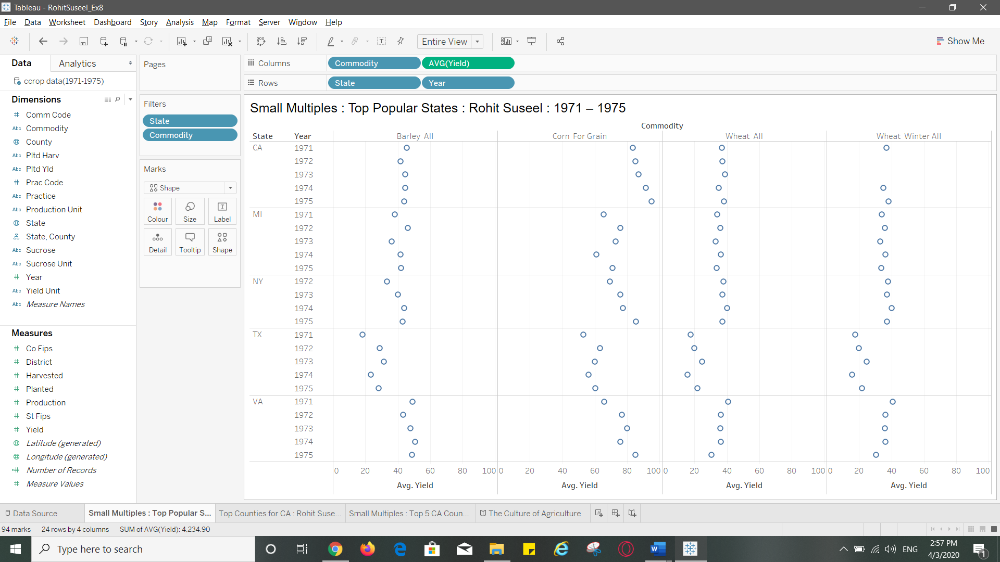 Tableau - RohitSuseel_Ex8
File Data Worksheet Dashboard Story Analysis Map Format Server Window Help
Entire View
Show Me
Data Analytics
ccrop data(1971-1975)
Dimensions
# Comm Code
Abc Commodity
County
Abc Pltd Harv
Abc Pltd Yld
# Prac Code
Abc Practice
Abc Production Unit
State
State, County
Abc Sucrose
Abc Sucrose Unit
# Year
Abc Yield Unit
Abc Measure Names
Measures
# Co Fips
# District
# Harvested
# Planted
# Production
# St Fips
# Yield
Latitude (generated)
Longitude (generated)
=# Number of Records
# Measure Values
Pages
Filters
State
Commodity
Marks
Shape
Colour Size Label
Detail Tooltip Shape
Columns Commodity AVG(Yield)
Rows State Year
Small Multiples : Top Popular States : Rohit Suseel : 1971 – 1975
Commodity
State Year Barley All Corn For Grain Wheat All Wheat Winter All
CA 1971
1972
1973
1974
1975
MI 1971
1972
1973
1974
1975
NY 1972
1973
1974
1975
TX 1971
1972
1973
1974
1975
VA 1971
1972
1973
1974
1975
0 20 40 60 80 100 0 20 40 60 80 100 0 20 40 60 80 100 0 20 40 60 80 100
Avg. Yield Avg. Yield Avg. Yield Avg. Yield
Data Source Small Multiples : Top Popular S... Top Counties for CA : Rohit Suse... Small Multiples : Top 5 CA Coun... The Culture of Agriculture
94 marks 24 rows by 4 columns SUM of AVG(Yield): 4,234.90
Type here to search
ENG
2:57 PM
4/3/2020
1